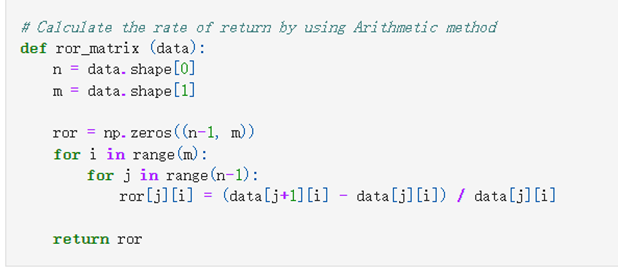 # Calculate the rate of return by using Arithmetic method
def ror_matrix (data):
    n = data.shape[0]
    m = data.shape[1]

    ror = np.zeros((n-1, m))
    for i in range(m):
        for j in range(n-1):
            ror[j][i] = (data[j+1][i] - data[j][i]) / data[j][i]

    return ror